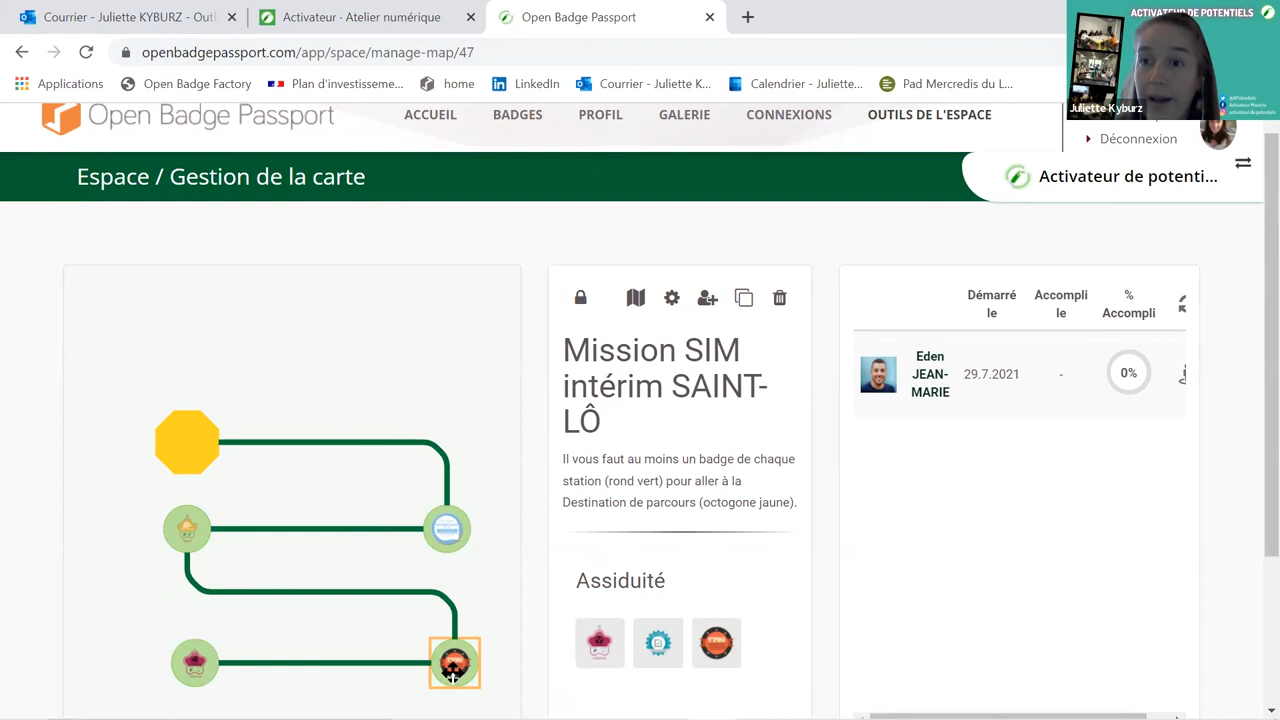 Courrier - Juliette KYBURZ - Outl
Activateur · Atelier numérique
Open Badge Passport
ACTIVATEUR DE POTENTIELS
openbadgepassport.com/app/space/manage-map/47
Applications
Open Badge Factory
Plan d'investisseme...
home
LinkedIn
Courrier - Juliette K...
Calendrier - Juliette...
Pad Mercredis du L...
Juliette Kyburz
Open Badge Passport
ACCUEIL
BADGES
PROFIL
GALERIE
CONNEXIONS
OUTILS DE L'ESPACE
Déconnexion
Espace / Gestion de la carte
Activateur de potenti...
Mission SIM
intérim SAINT-
LÔ
Il vous faut au moins un badge de chaque
station (rond vert) pour aller à la
Destination de parcours (octogone jaune).
Assiduité
Démarré
le
Accompli
le
%
Accompli
Eden
JEAN-
MARIE
29.7.2021
-
0%